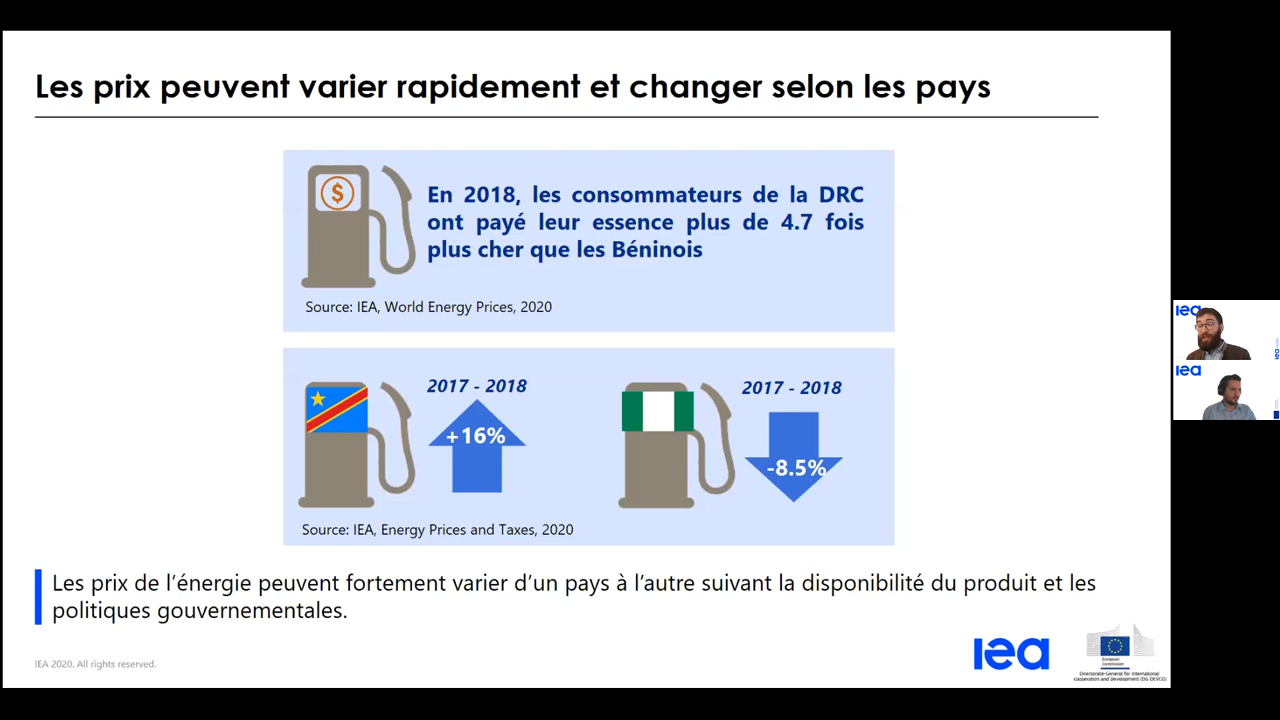 Les prix peuvent varier rapidement et changer selon les pays
$
En 2018, les consommateurs de la DRC
ont payé leur essence plus de 4.7 fois
plus cher que les Béninois
Source: IEA, World Energy Prices, 2020
2017 - 2018
+16%
2017 - 2018
-8.5%
Source: IEA, Energy Prices and Taxes, 2020
Les prix de l'énergie peuvent fortement varier d'un pays à l'autre suivant la disponibilité du produit et les
politiques gouvernementales.
IEA 2020. All rights reserved.
iea
European
Commission
Directorate-General for International
cooperation and development (DG DEVCO)
iea
iea